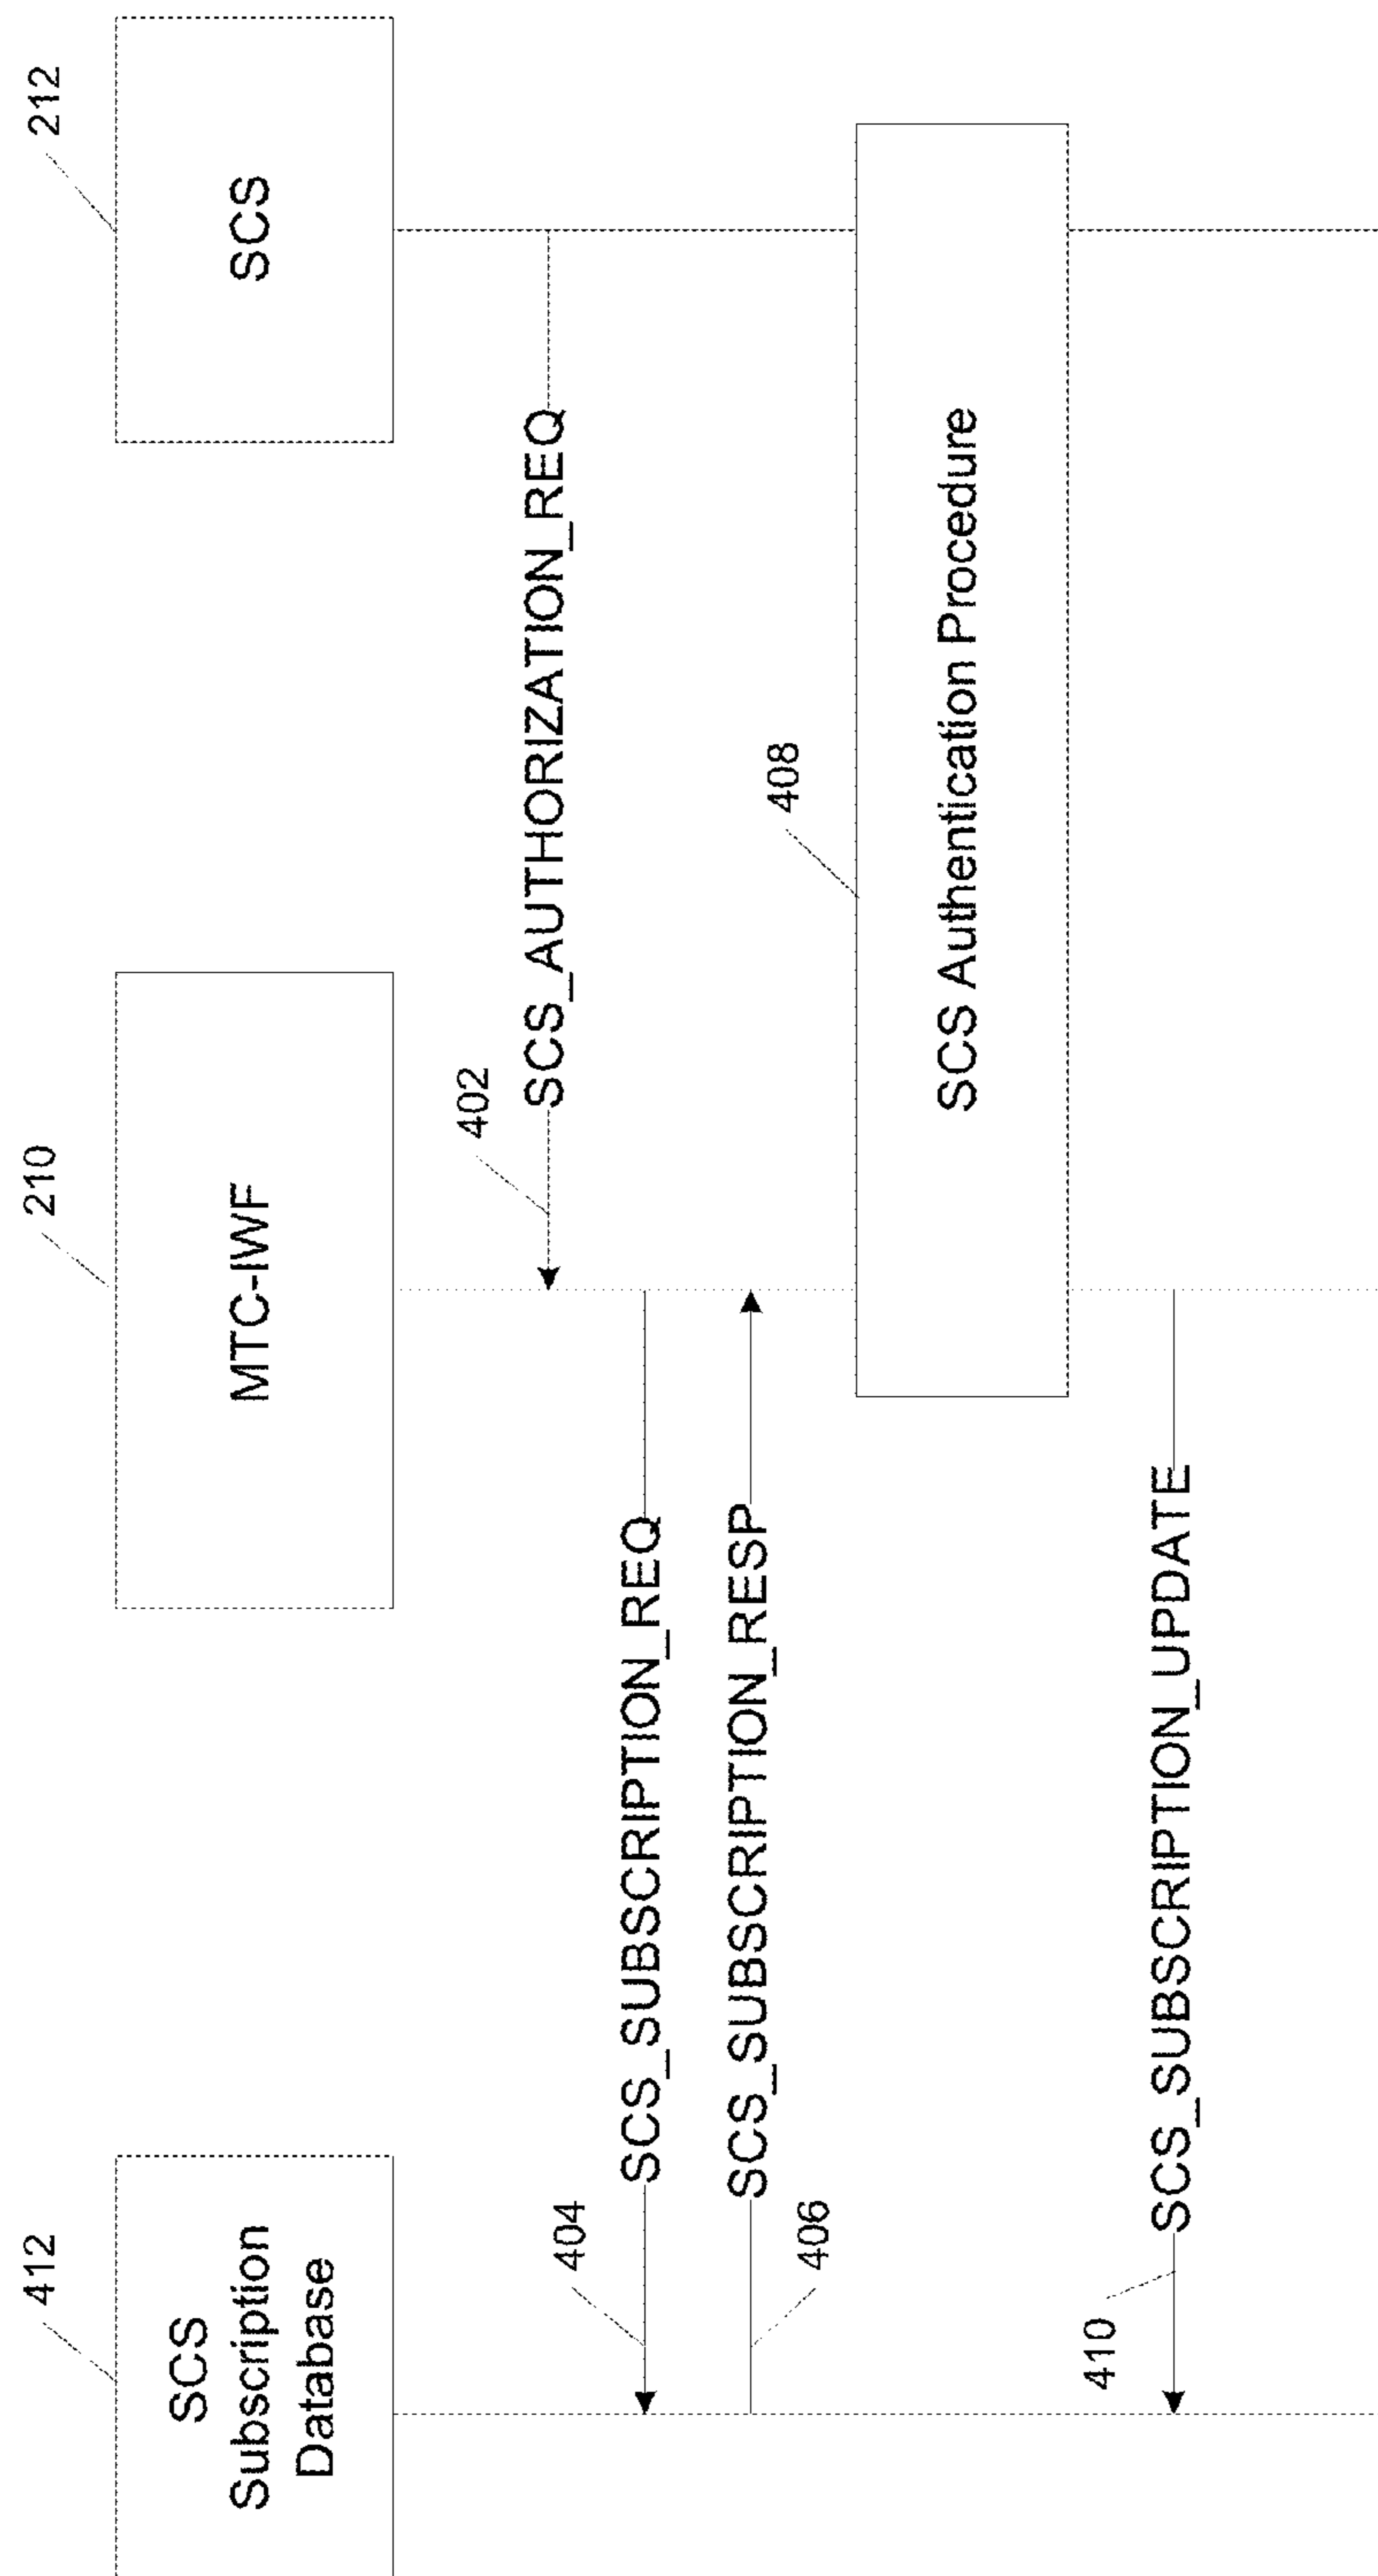 412
SCS
Subscription
Database
210
MTC-IWF
212
SCS
402
SCS_AUTHORIZATION_REQ
404
SCS_SUBSCRIPTION_REQ
SCS_SUBSCRIPTION_RESP
406
408
SCS Authentication Procedure
410
SCS_SUBSCRIPTION_UPDATE